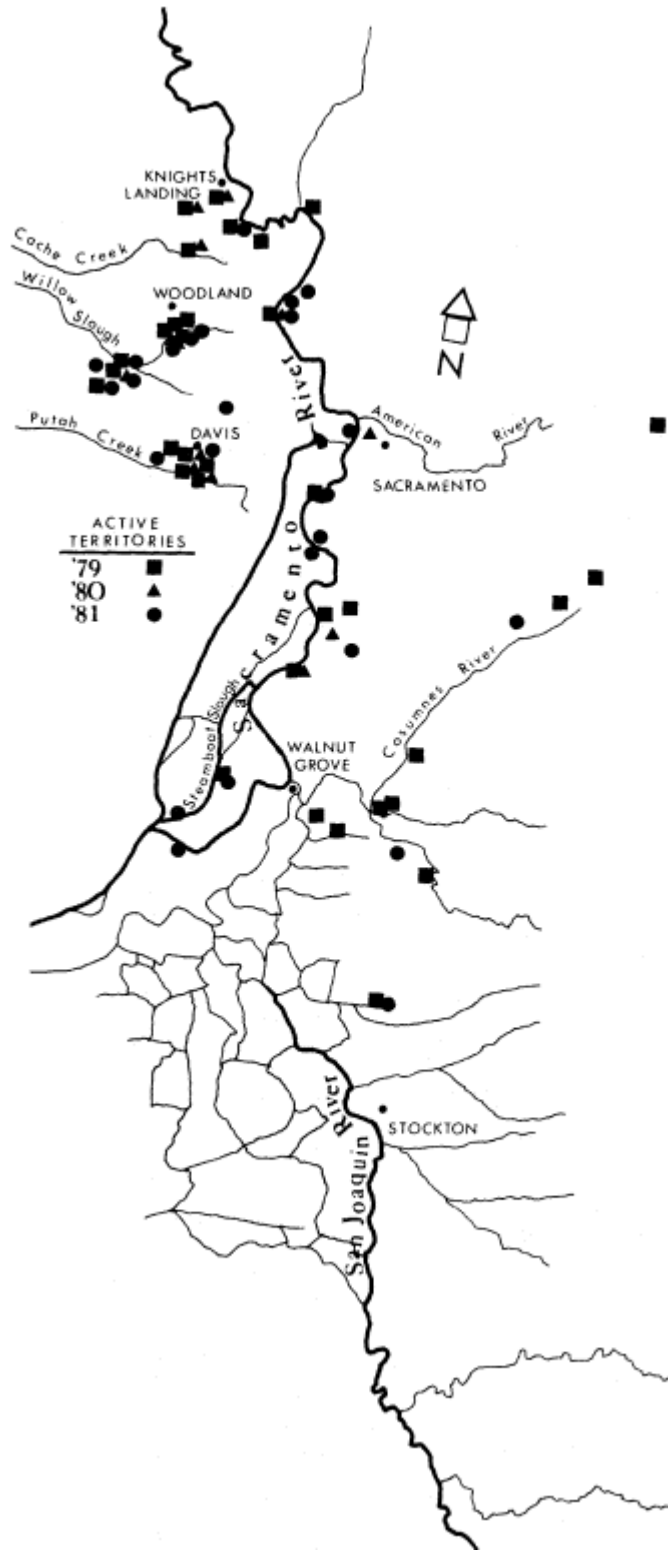 KNIGHTS
LANDING
Cache Creek
Willow
Slough
WOODLAND
N
River
American
River
Putah Creek
DAVIS
SACRAMENTO
ACTIVE
TERRITORIES
'79
'80
'81
Sacramento
Steamboat Slough
Cosumnes River
WALNUT
GROVE
River
STOCKTON
San Joaquin